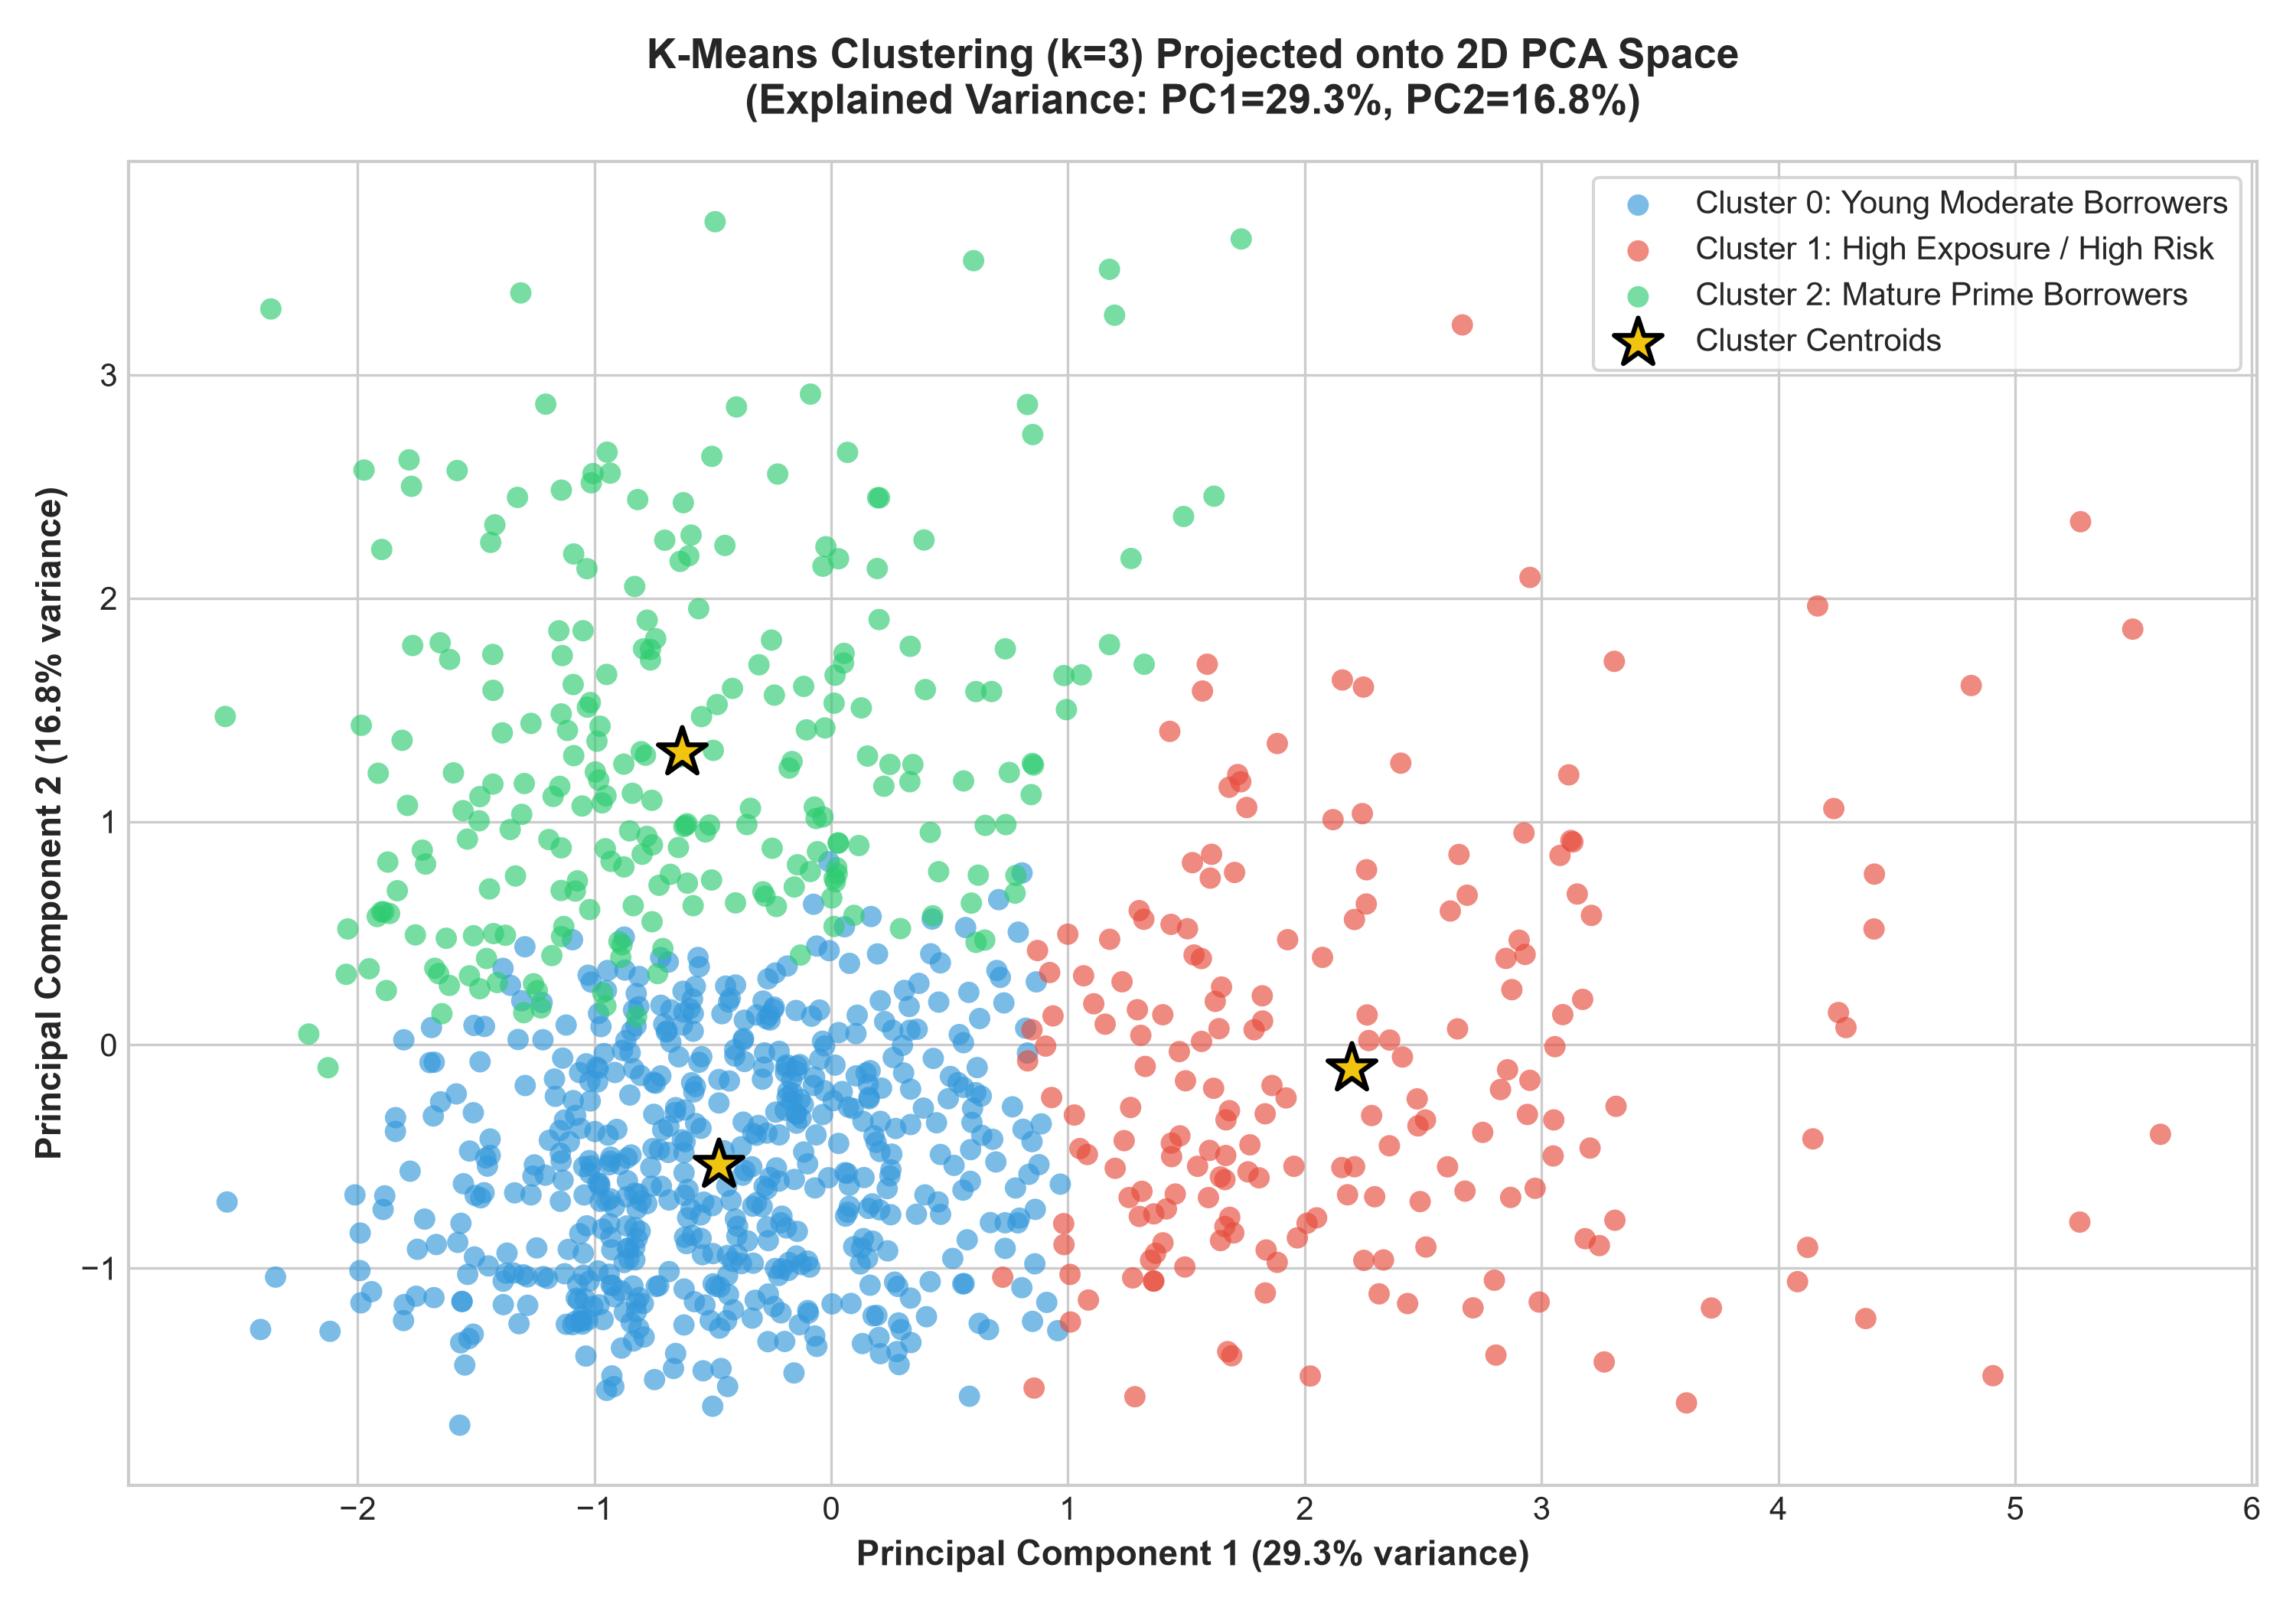 K-Means Clustering (k=3) Projected onto 2D PCA Space
(Explained Variance: PC1=29.3%, PC2=16.8%)
Cluster 0: Young Moderate Borrowers
Cluster 1: High Exposure / High Risk
Cluster 2: Mature Prime Borrowers
Cluster Centroids
Principal Component 2 (16.8% variance)
3
2
1
0
−1
−2
−1
0
1
2
3
4
5
6
Principal Component 1 (29.3% variance)